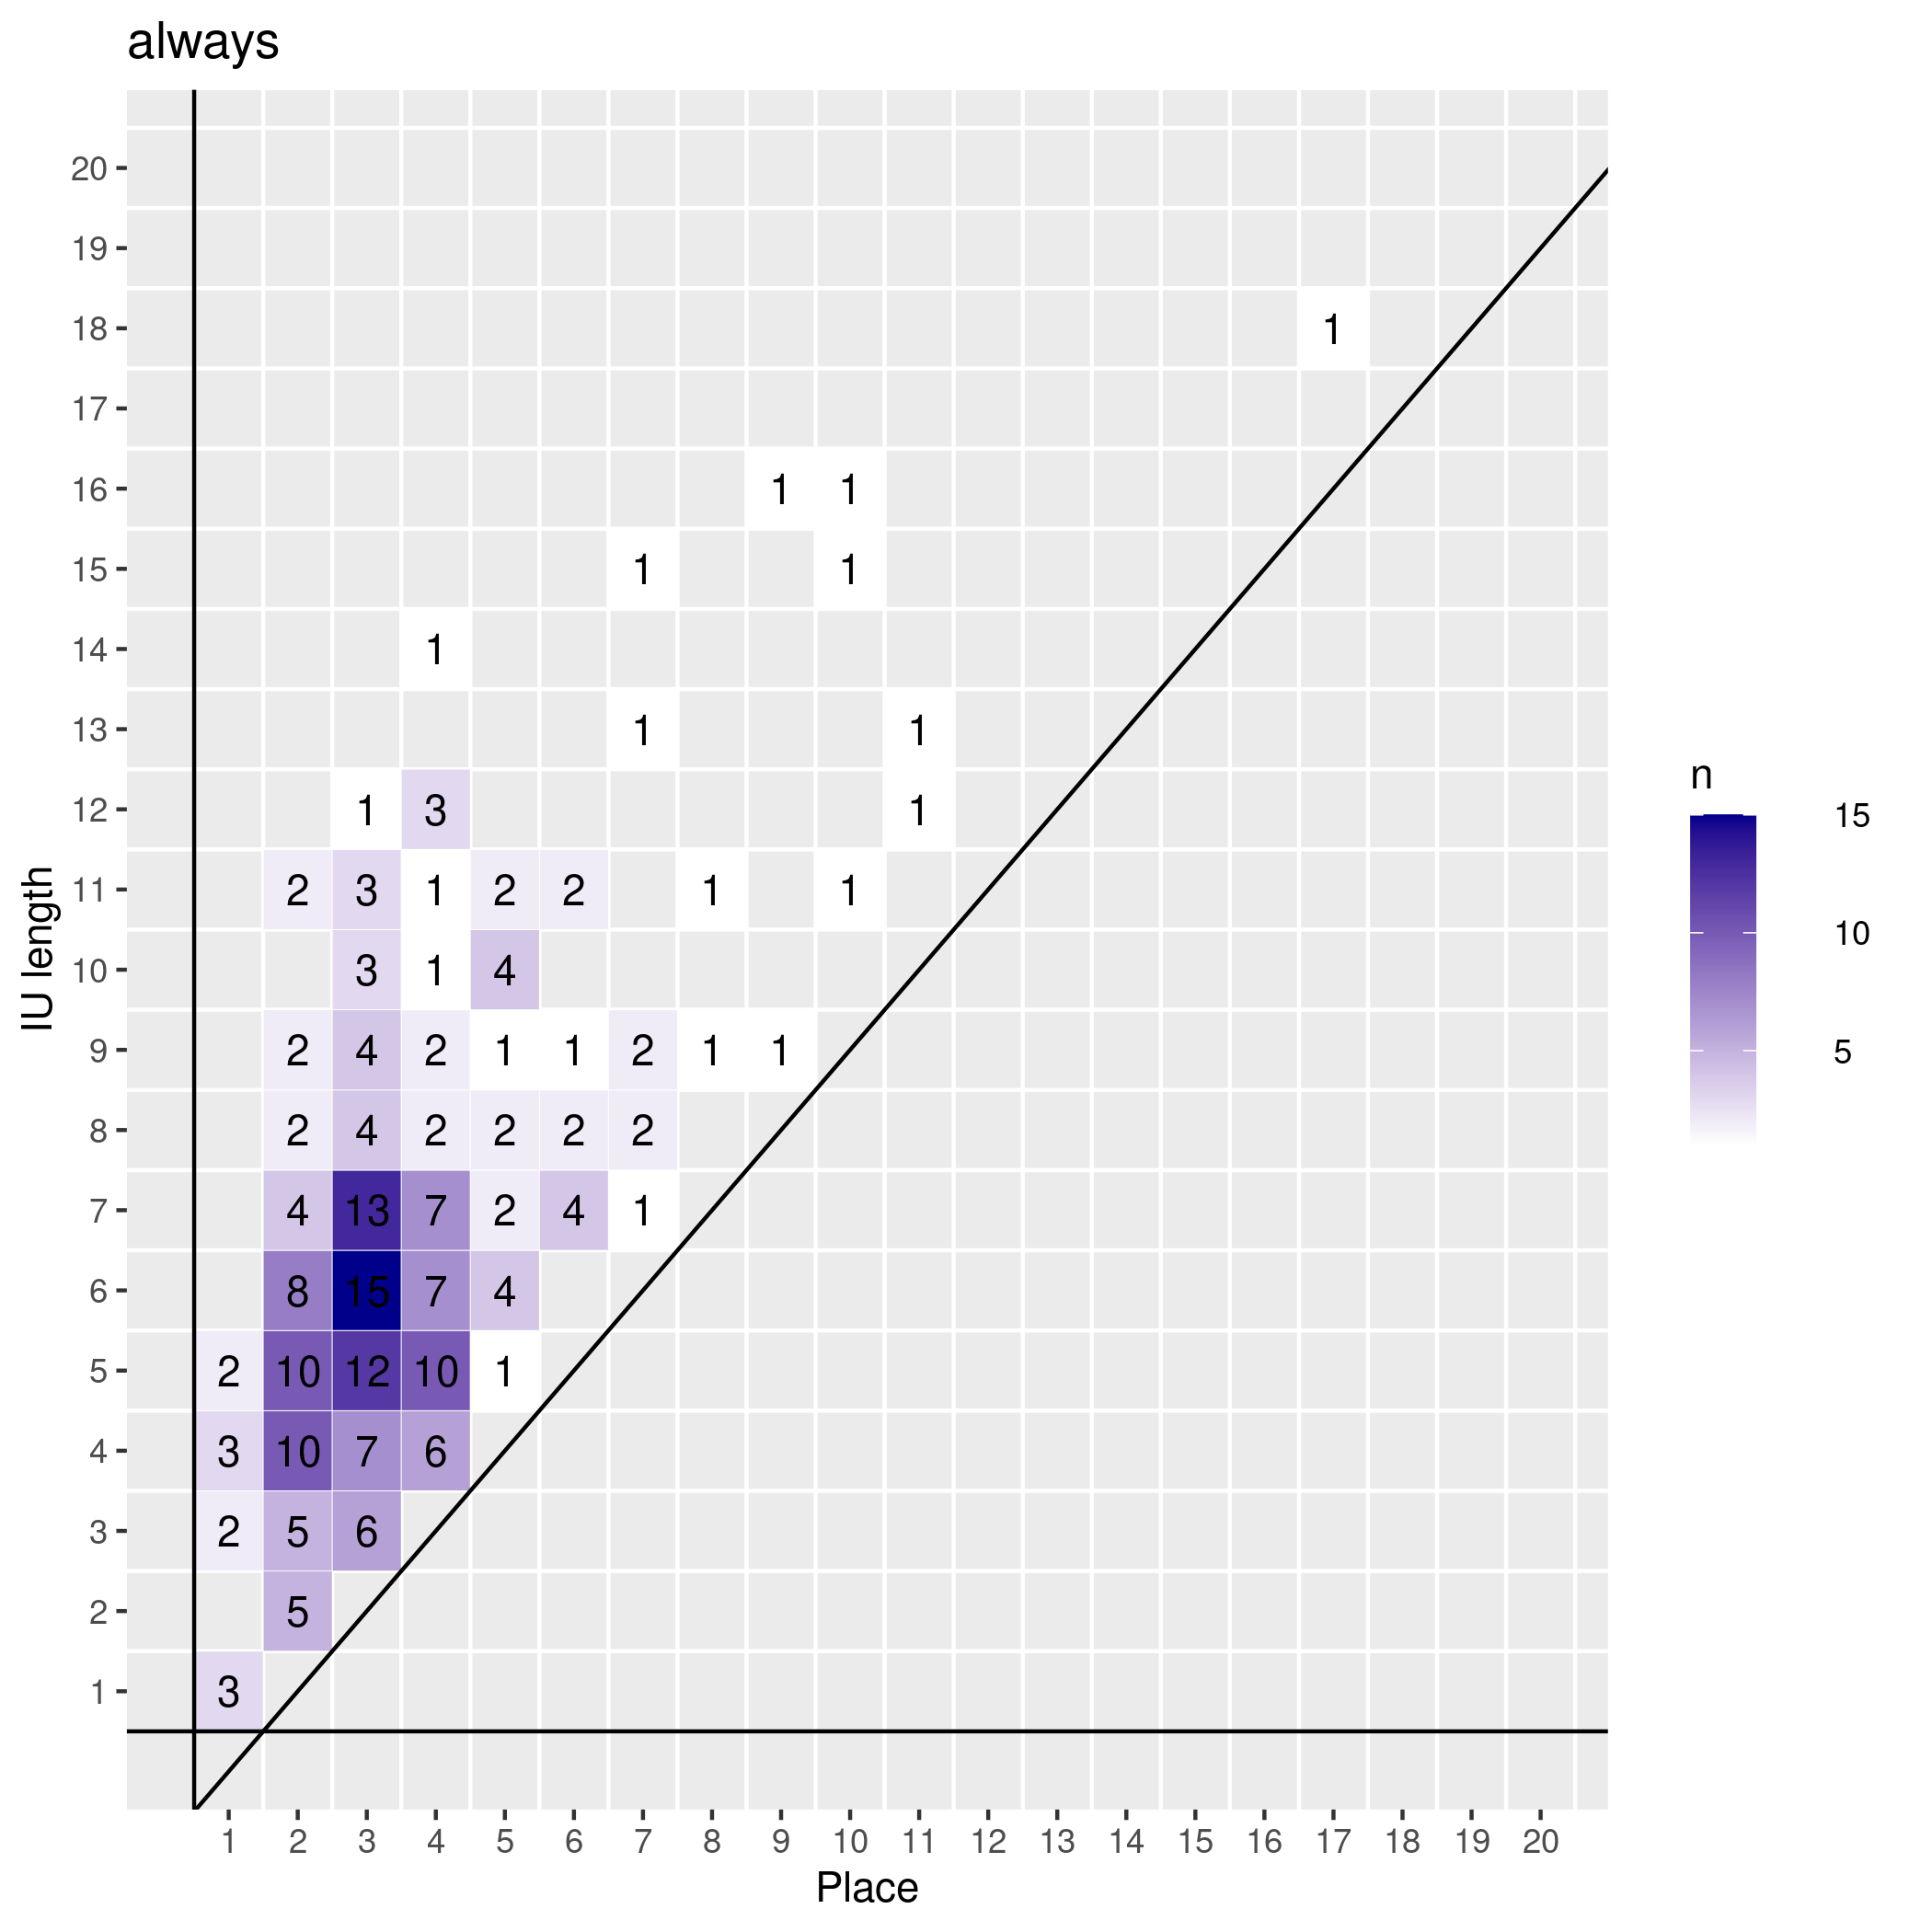 always
20
19
18 1
17
16 1 1
15 1 1
14 1
13 1 1
12 1 3 1
11 2 3 1 2 2 1 1
10 3 1 4
9 2 4 2 1 1 2 1 1
8 2 4 2 2 2 2
7 4 13 7 2 4 1
6 8 15 7 4
5 2 10 12 10 1
4 3 10 7 6
3 2 5 6
2 5
1 3
1 2 3 4 5 6 7 8 9 10 11 12 13 14 15 16 17 18 19 20
Place
IU length
n
15
10
5